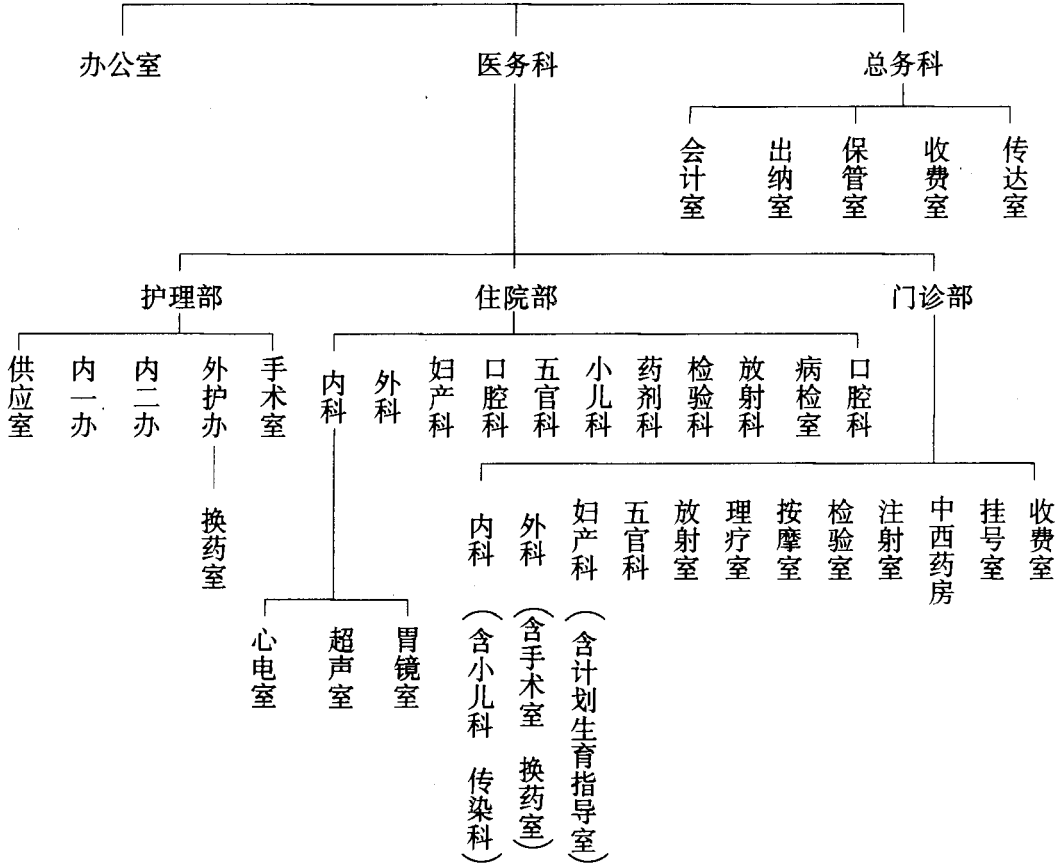 办公室
医务科
总务科
会计室
出纳室
保管室
收费室
传达室
护理部
住院部
门诊部
供应室
内一办
内二办
外护办
手术室
内科
外科
妇产科
口腔科
五官科
小儿科
药剂科
检验科
放射科
病检室
口腔科
换药室
心电室
超声室
胃镜室
内科(含小儿科 传染科)
外科(含手术室 换药室)
妇产科(含计划生育指导室)
五官科
放射室
理疗室
按摩室
检验室
注射室
中西药房
挂号室
收费室